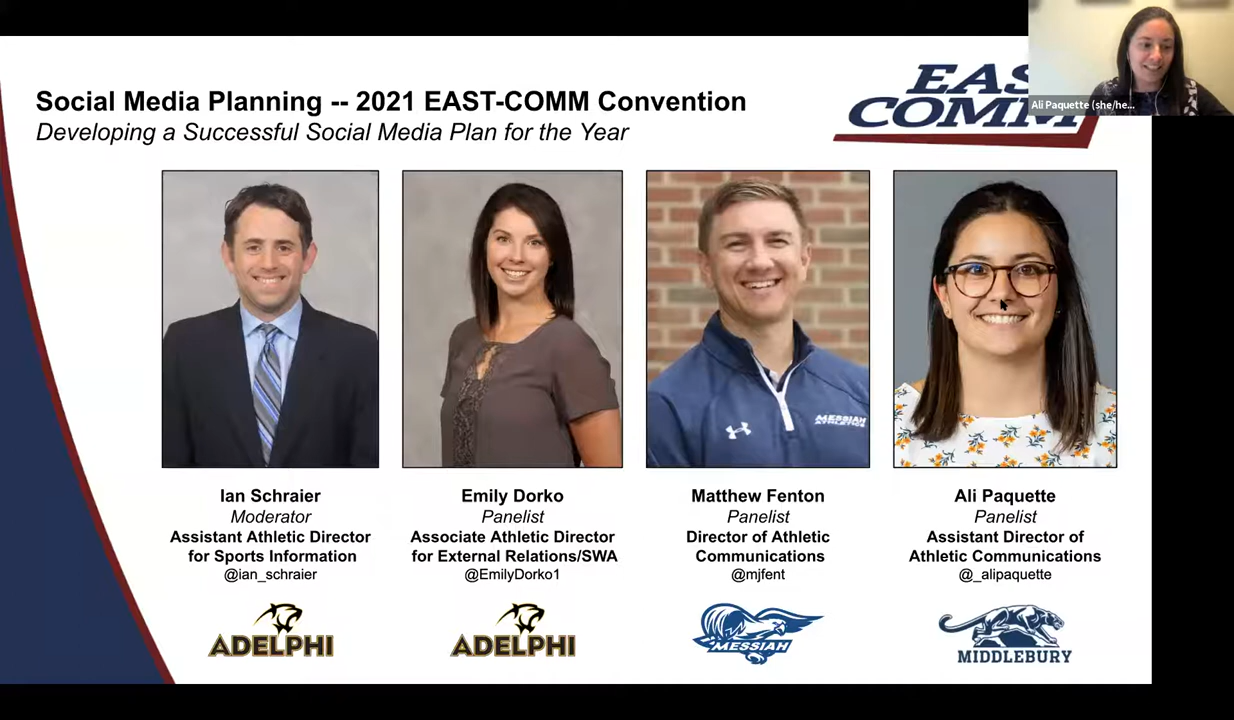 Social Media Planning -- 2021 EAST-COMM Convention
Developing a Successful Social Media Plan for the Year
EAS
COMM
Ali Paquette (she/he...
MESSIAH
ATHLETICS
Ian Schraier
Moderator
Assistant Athletic Director
for Sports Information
@ian_schraier
ADELPHI
Emily Dorko
Panelist
Associate Athletic Director
for External Relations/SWA
@EmilyDorko1
ADELPHI
Matthew Fenton
Panelist
Director of Athletic
Communications
@mjfent
MESSIAH
Ali Paquette
Panelist
Assistant Director of
Athletic Communications
@_alipaquette
MIDDLEBURY